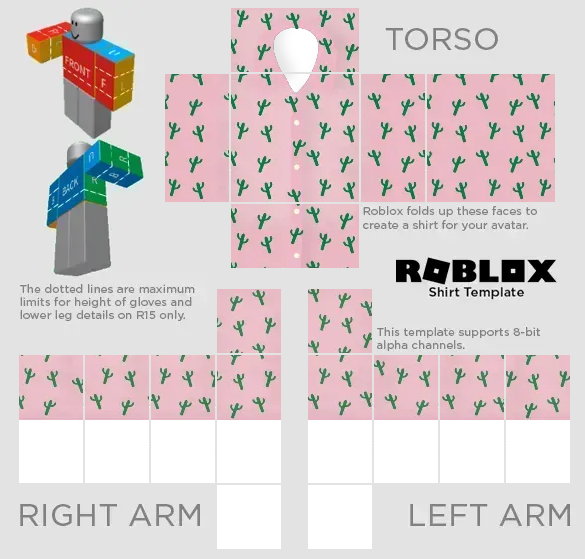 TORSO
FRONT
F
L
BACK
R
B
Roblox folds up these faces to
create a shirt for your avatar.
ROBLOX
Shirt Template
The dotted lines are maximum
limits for height of gloves and
lower leg details on R15 only.
This template supports 8-bit
alpha channels.
RIGHT ARM
LEFT ARM